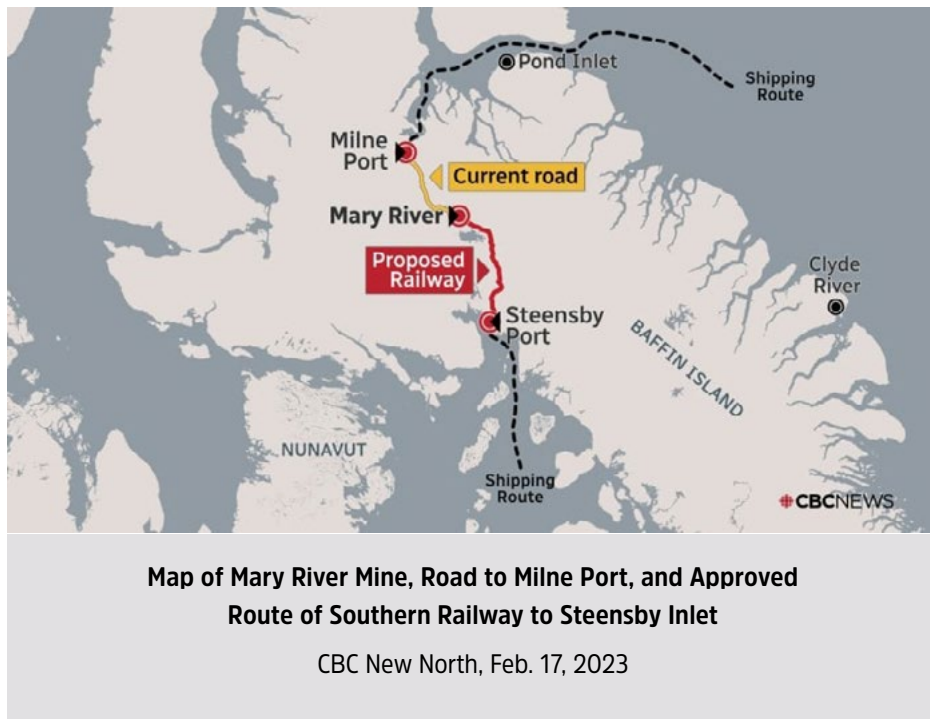 Pond Inlet
Shipping
Route
Milne
Port
Current road
Mary River
Proposed
Railway
Clyde
River
Steensby
Port
BAFFIN ISLAND
NUNAVUT
Shipping
Route
CBCNEWS
Map of Mary River Mine, Road to Milne Port, and Approved
Route of Southern Railway to Steensby Inlet
CBC New North, Feb. 17, 2023